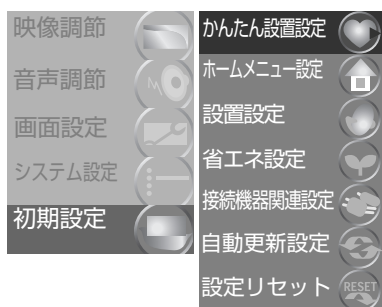 映像調節
音声調節
画面設定
システム設定
初期設定
かんたん設置設定
ホームメニュー設定
設置設定
省エネ設定
接続機器関連設定
自動更新設定
設定リセット
RESET